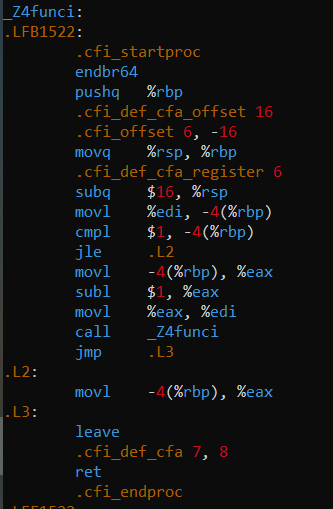 _Z4funci:
.LFB1522:
.cfi_startproc
endbr64
pushq %rbp
.cfi_def_cfa_offset 16
.cfi_offset 6, -16
movq %rsp, %rbp
.cfi_def_cfa_register 6
subq $16, %rsp
movl %edi, -4(%rbp)
cmpl $1, -4(%rbp)
jle .L2
movl -4(%rbp), %eax
subl $1, %eax
movl %eax, %edi
call _Z4funci
jmp .L3
.L2:
movl -4(%rbp), %eax
.L3:
leave
.cfi_def_cfa 7, 8
ret
.cfi_endproc